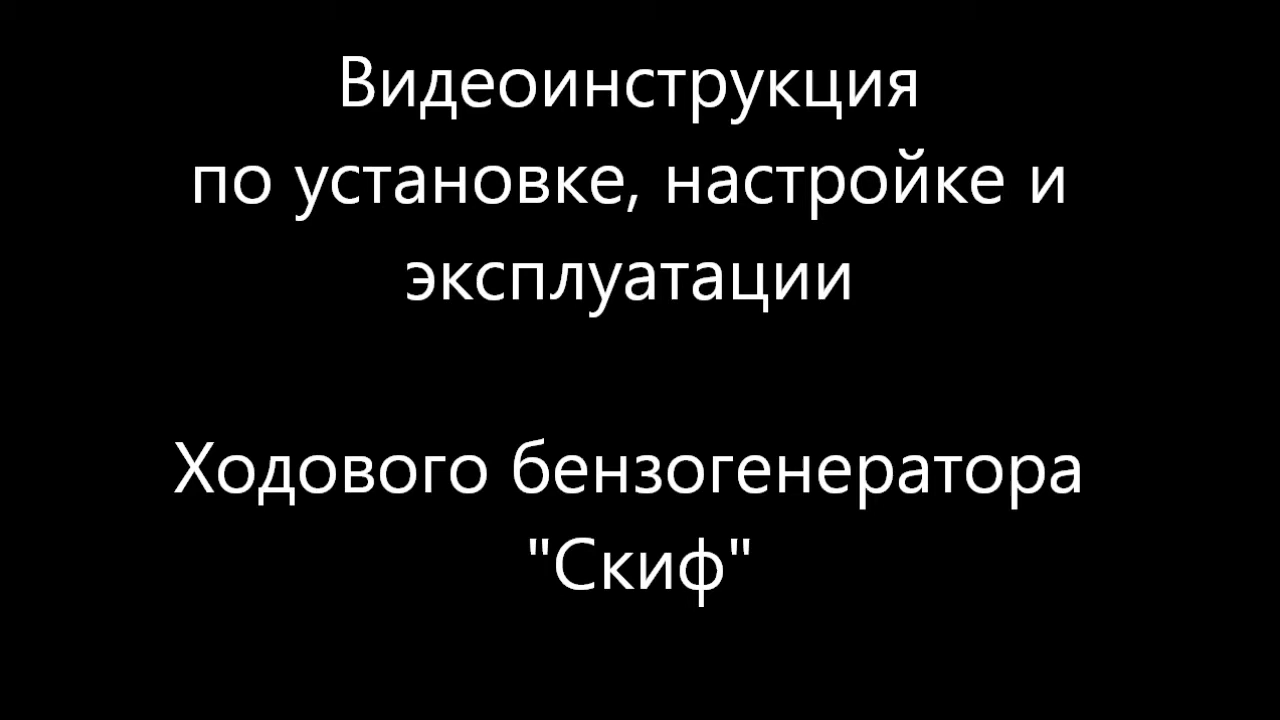 Видеоинструкция
по установке, настройке и
эксплуатации
Ходового бензогенератора
"Скиф"